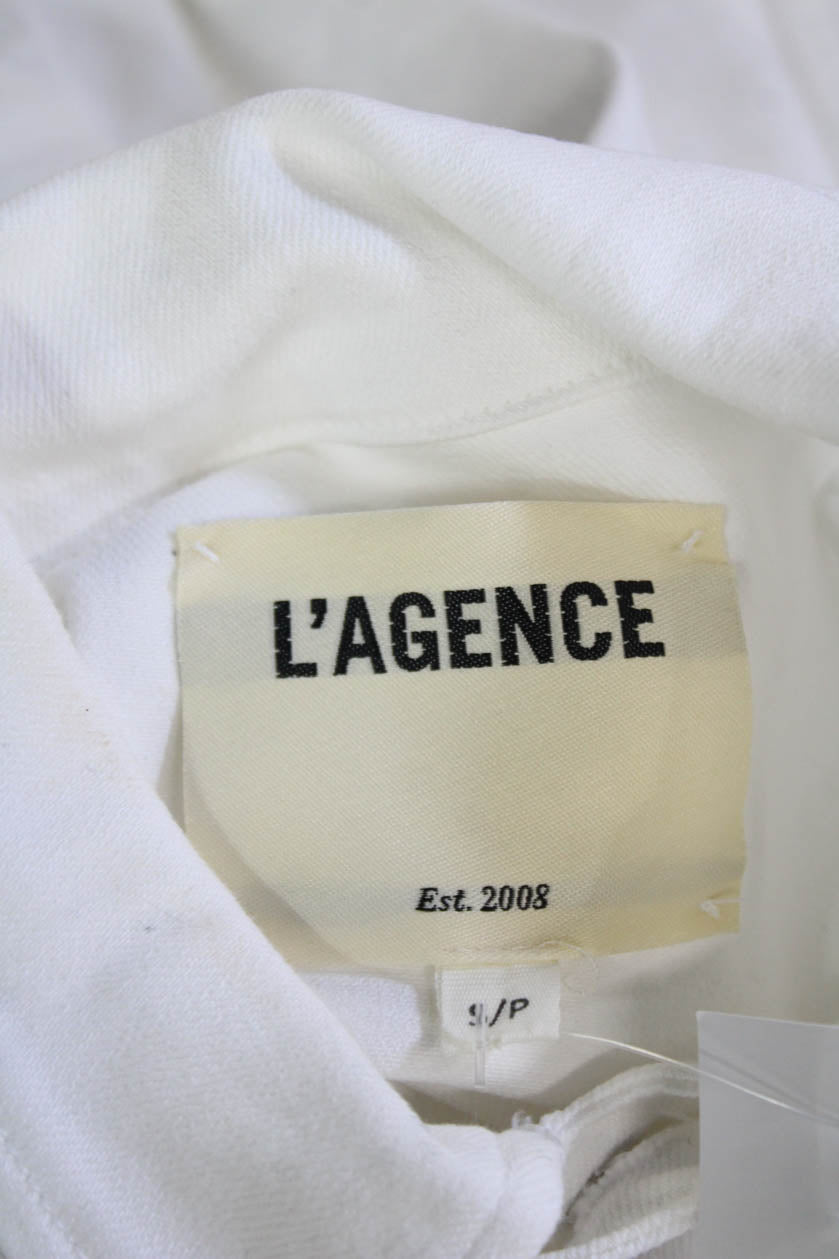 L'AGENCE
Est. 2008
S/P